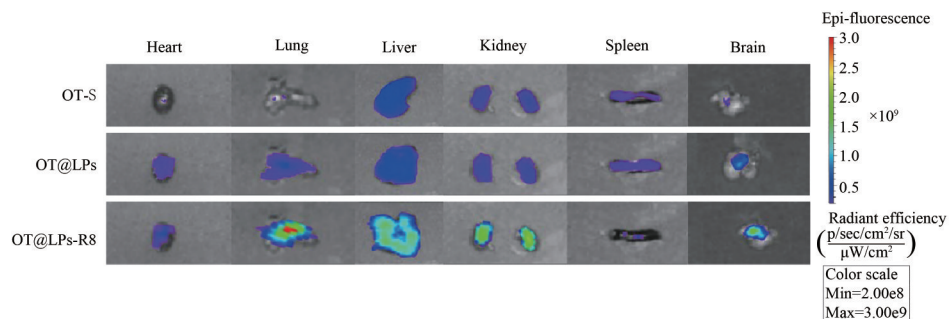 Epi-fluorescence
Heart Lung Liver Kidney Spleen Brain
3.0
OT-S
2.5
2.0
×10⁹
1.5
OT@LPs
1.0
0.5
OT@LPs-R8
Radiant efficiency
(p/sec/cm²/sr
μW/cm²)
Color scale
Min=2.00e8
Max=3.00e9